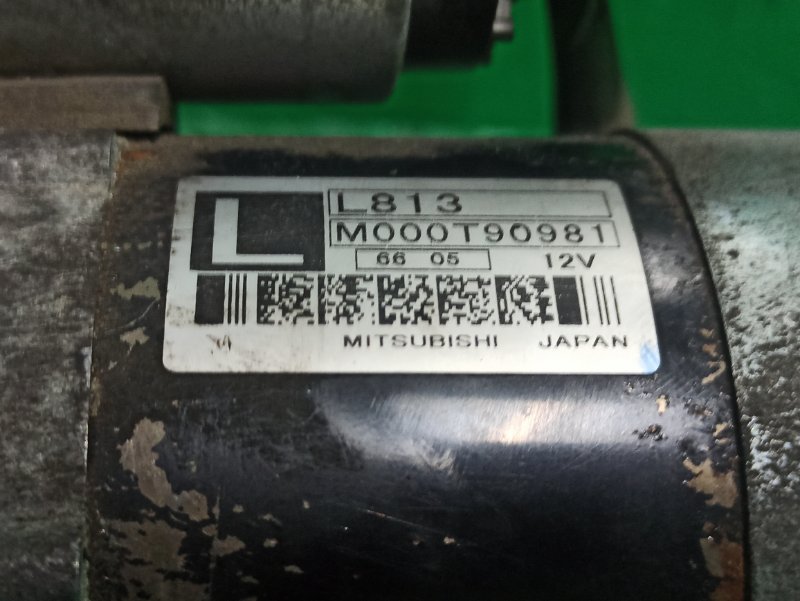 L
L813
M000T90981
66 05 12V
MITSUBISHI JAPAN